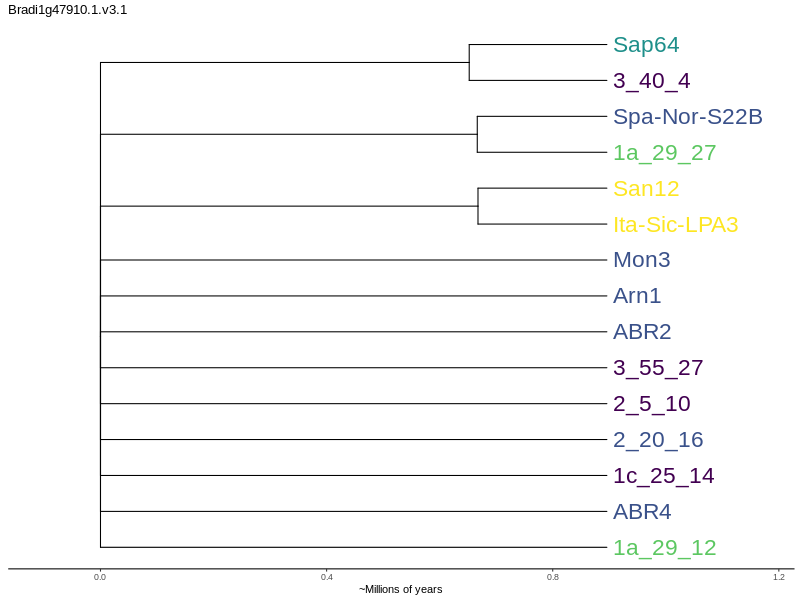 Bradi1g47910.1.v3.1
Sap64
3_40_4
Spa-Nor-S22B
1a_29_27
San12
Ita-Sic-LPA3
Mon3
Arn1
ABR2
3_55_27
2_5_10
2_20_16
1c_25_14
ABR4
1a_29_12
0.0 0.4 0.8 1.2
~Millions of years